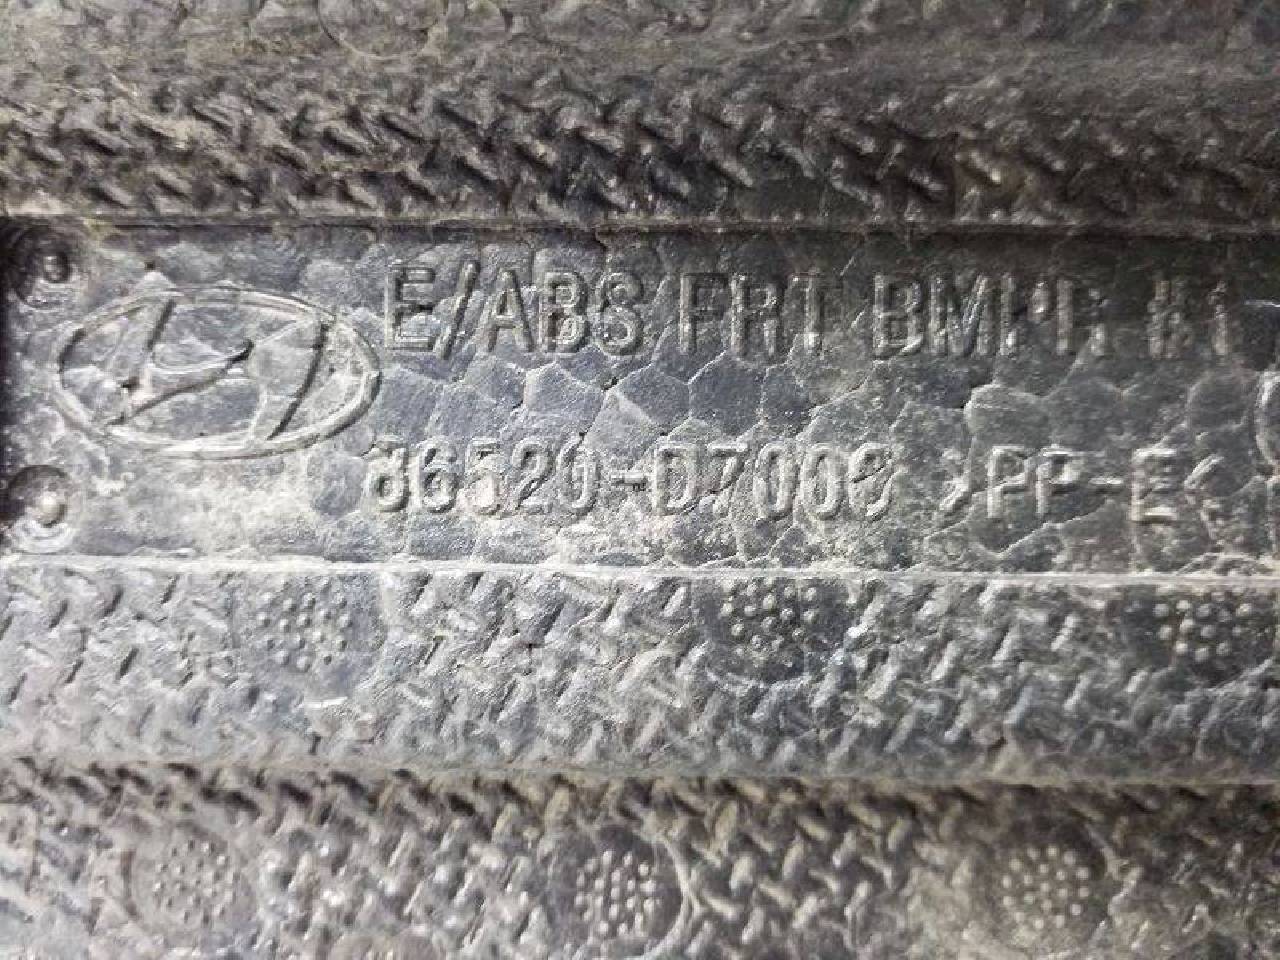 E/ABS FRT BMPR #1
86520-D7000 >PP-E<